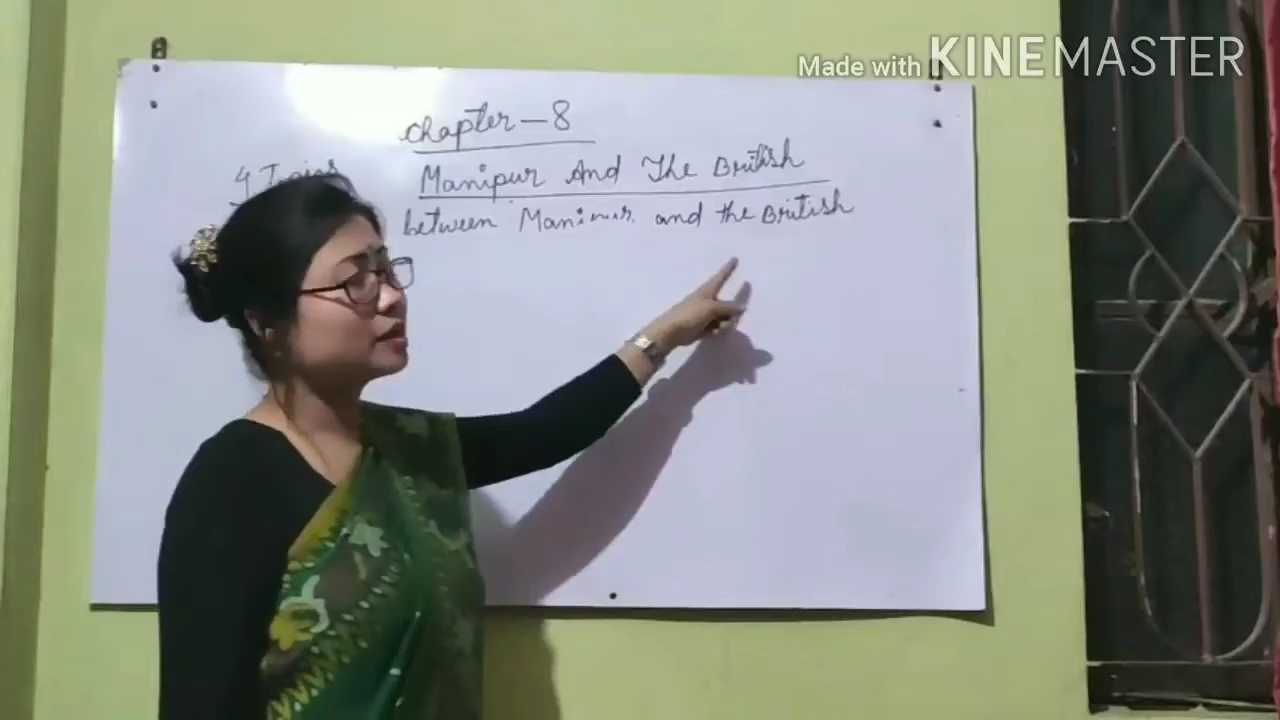 Made with KINEMASTER
Chapter-8
Manipur And The British
between Manipur and the British